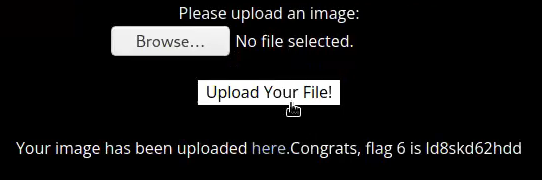 Please upload an image:
Browse... No file selected.
Upload Your File!
Your image has been uploaded here.Congrats, flag 6 is ld8skd62hdd